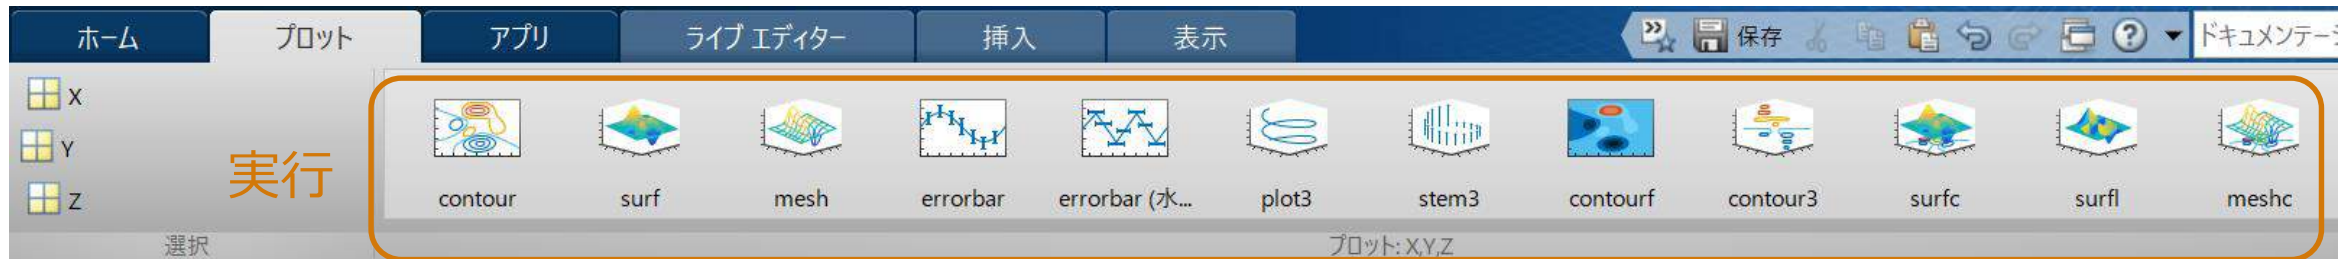 ホーム プロット アプリ ライブ エディター 挿入 表示 保存 ドキュメンテーシ
X
Y
Z
実行
contour surf mesh errorbar errorbar (水... plot3 stem3 contourf contour3 surfc surfl meshc
選択 プロット: X,Y,Z